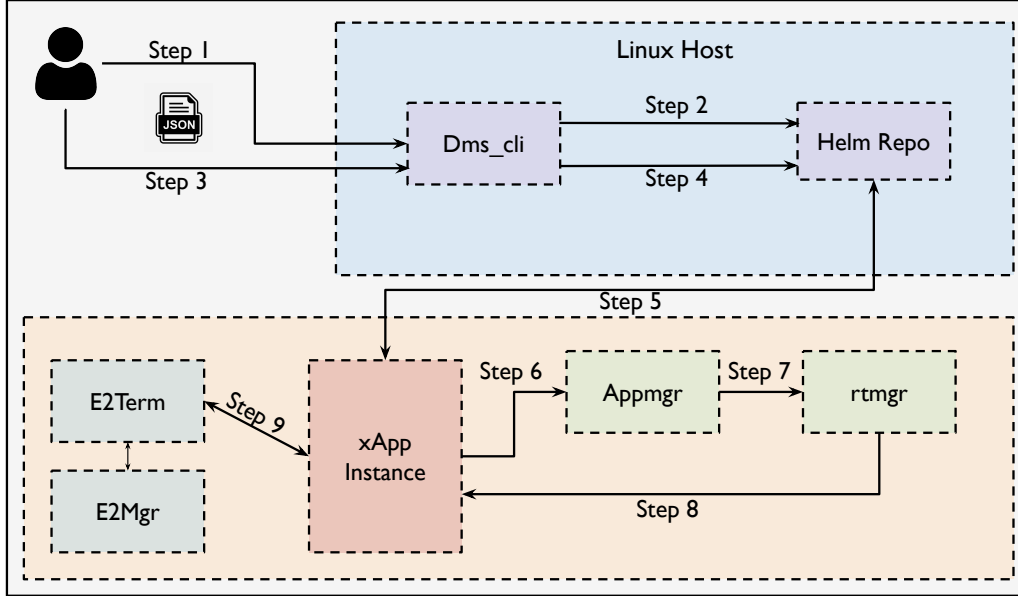 Step 1
Linux Host
JSON
Step 2
Dms_cli
Helm Repo
Step 3
Step 4
Step 5
Step 6
Step 7
E2Term
Step 9
Appmgr
rtmgr
xApp
Instance
E2Mgr
Step 8